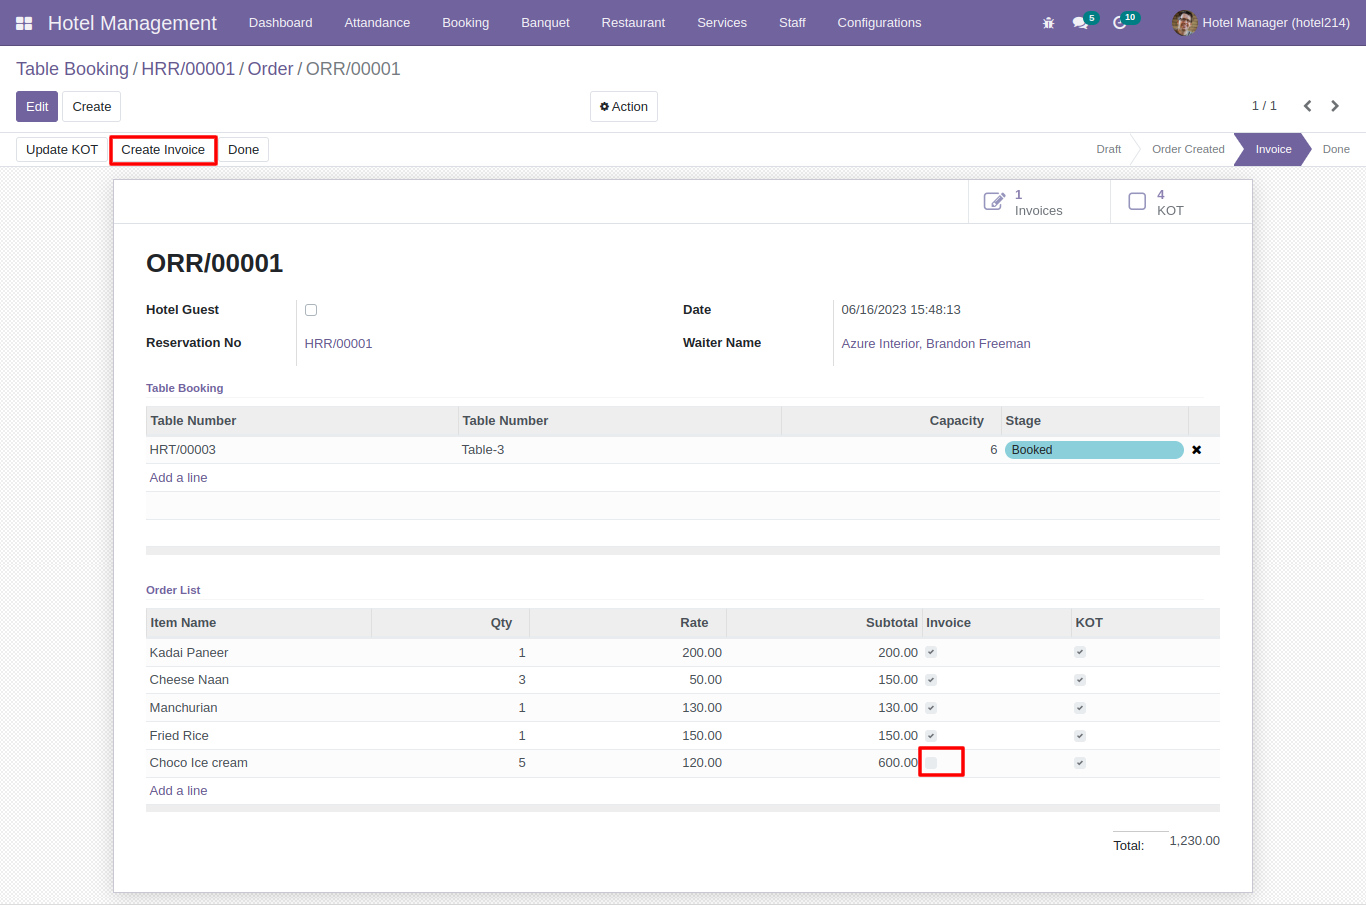 Hotel Management Dashboard Attendance Booking Banquet Restaurant Services Staff Configurations 5 10 Hotel Manager (hotel214)
Table Booking / HRR/00001 / Order / ORR/00001
Edit Create Action 1 / 1
Update KOT Create Invoice Done Draft Order Created Invoice Done
1 Invoices
4 KOT
ORR/00001
Hotel Guest Date 06/16/2023 15:48:13
Reservation No HRR/00001 Waiter Name Azure Interior, Brandon Freeman
Table Booking
Table Number Table Number Capacity Stage
HRT/00003 Table-3 6 Booked
Add a line
Order List
Item Name Qty Rate Subtotal Invoice KOT
Kadai Paneer 1 200.00 200.00
Cheese Naan 3 50.00 150.00
Manchurian 1 130.00 130.00
Fried Rice 1 150.00 150.00
Choco Ice cream 5 120.00 600.00
Add a line
Total: 1,230.00